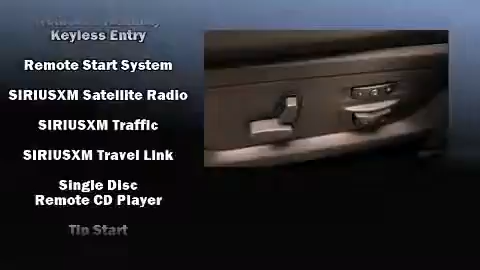 Keyless Entry
Remote Start System
SIRIUSXM Satellite Radio
SIRIUSXM Traffic
SIRIUSXM Travel Link
Single Disc
Remote CD Player
Tip Start